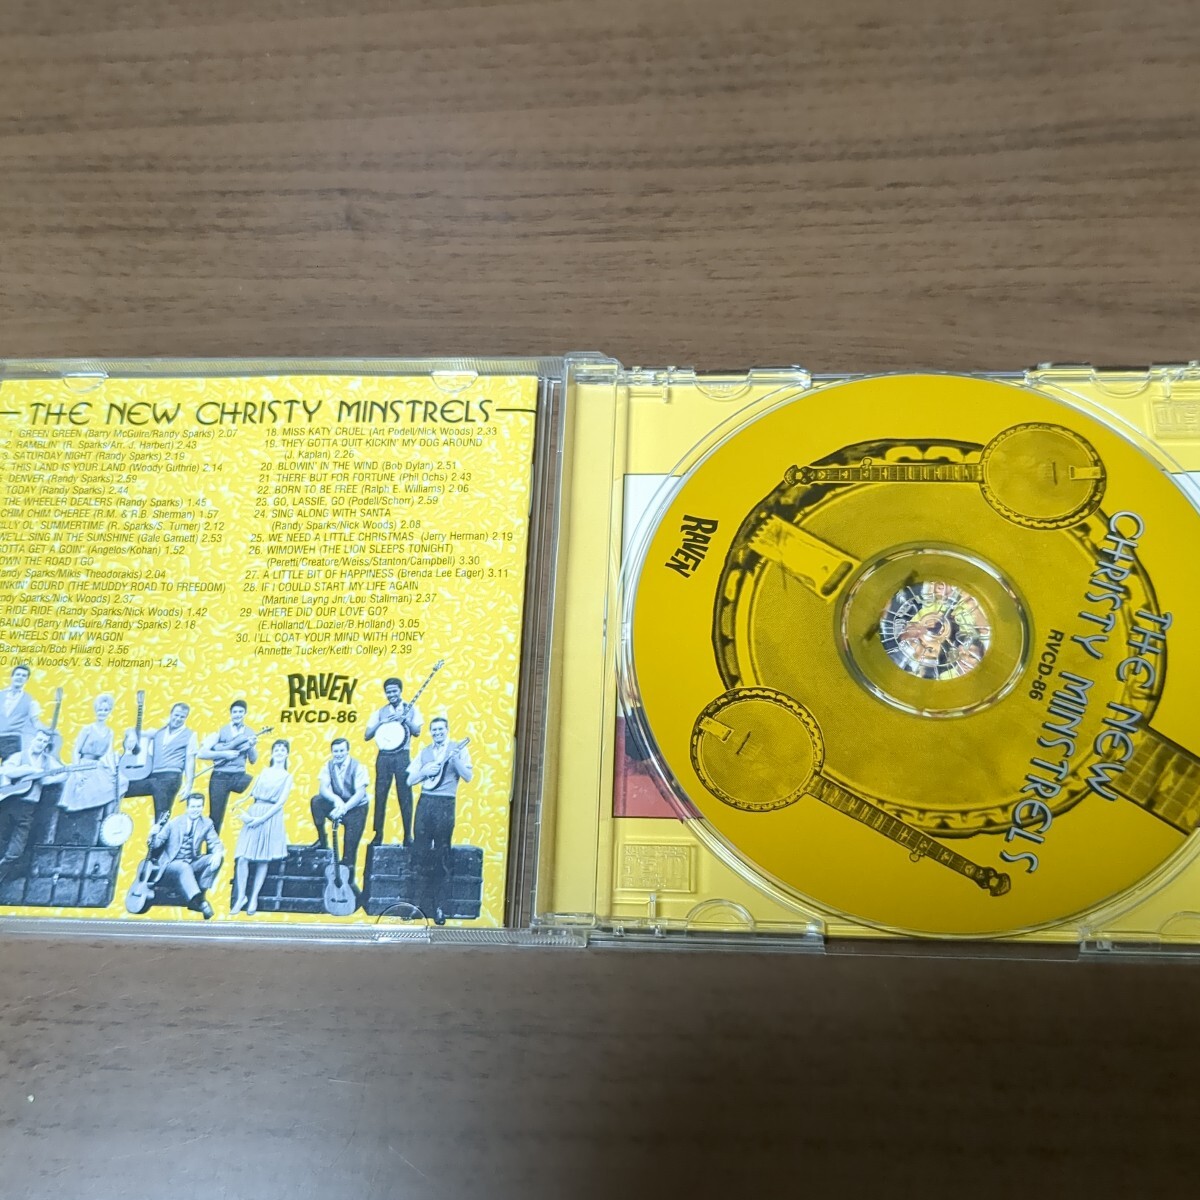 THE NEW CHRISTY MINSTRELS
1. GREEN GREEN (Barry McGuire/Randy Sparks) 2.07
2. RAMBLIN' (R. Sparks/Arr. J. Harbert) 2.43
3. SATURDAY NIGHT (Randy Sparks) 2.19
4. THIS LAND IS YOUR LAND (Woody Guthrie) 2.14
DENVER (Randy Sparks) 2.59
TODAY (Randy Sparks) 2.44
THE WHEELER DEALERS (Randy Sparks) 1.45
CHIM CHIM CHEREE (R.M. & R.B. Sherman) 1.57
OL' SUMMERTIME (R. Sparks/S. Turner) 2.12
WE'LL SING IN THE SUNSHINE (Gale Garnett) 2.53
GOTTA GET A GOIN' (Angelos/Kohan) 1.52
DOWN THE ROAD I GO
Sparks/Mikis Theodorakis) 2.04
GOURD (THE MUDDY ROAD TO FREEDOM)
Sparks/Nick Woods) 2.37
RIDE RIDE (Randy Sparks/Nick Woods) 1.42
BANJO (Barry McGuire/Randy Sparks) 2.18
WHEELS ON MY WAGON
Bacharach/Bob Hilliard) 2.56
(Nick Woods/V. & S. Holtzman) 1.24
18. MISS KATY CRUEL (Art Podell/Nick Woods) 2.33
19. THEY GOTTA QUIT KICKIN' MY DOG AROUND
(J. Kaplan) 2.26
20. BLOWIN' IN THE WIND (Bob Dylan) 2.51
21. THERE BUT FOR FORTUNE (Phil Ochs) 2.43
22. BORN TO BE FREE (Ralph E. Williams) 2.06
23. GO, LASSIE, GO (Podell/Schorr) 2.59
24. SING ALONG WITH SANTA
(Randy Sparks/Nick Woods) 2.08
25. WE NEED A LITTLE CHRISTMAS (Jerry Herman) 2.19
26. WIMOWEH (THE LION SLEEPS TONIGHT)
(Peretti/Creatore/Weiss/Stanton/Campbell) 3.30
27. A LITTLE BIT OF HAPPINESS (Brenda Lee Eager) 3.11
28. IF I COULD START MY LIFE AGAIN
(Martine Layng Jnr/Lou Stallman) 2.37
29 WHERE DID OUR LOVE GO?
(E.Holland/L.Dozier/B Holland) 3.05
30. I'LL COAT YOUR MIND WITH HONEY
(Annette Tucker/Keith Colley) 2.39
RAVEN
RVCD-86
RAVEN
THE NEW
CHRISTY MINSTRELS
RVCD-86